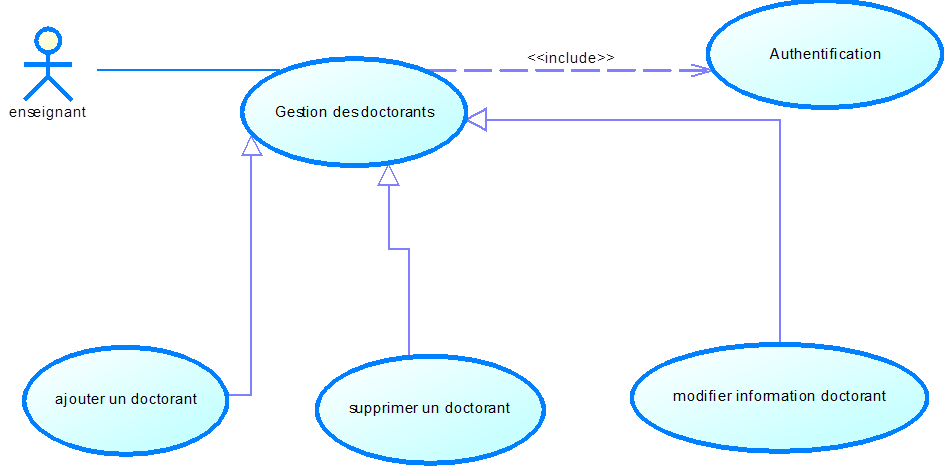 <<include>>
Authentification
enseignant
Gestion des doctorants
ajouter un doctorant
supprimer un doctorant
modifier information doctorant